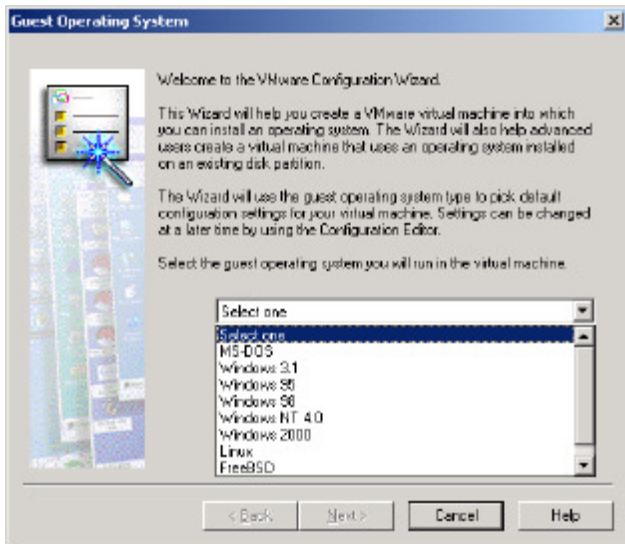 Guest Operating System
Welcome to the VMware Configuration Wizard.
This Wizard will help you create a VMware virtual machine into which
you can install an operating system. The Wizard will also help advanced
users create a virtual machine that uses an operating system installed
on an existing disk partition.
The Wizard will use the guest operating system type to pick default
configuration settings for your virtual machine. Settings can be changed
at a later time by using the Configuration Editor.
Select the guest operating system you will run in the virtual machine.
Select one
Select one
MS-DOS
Windows 3.1
Windows 95
Windows 98
Windows NT 4.0
Windows 2000
Linux
FreeBSD
< Back
Next >
Cancel
Help